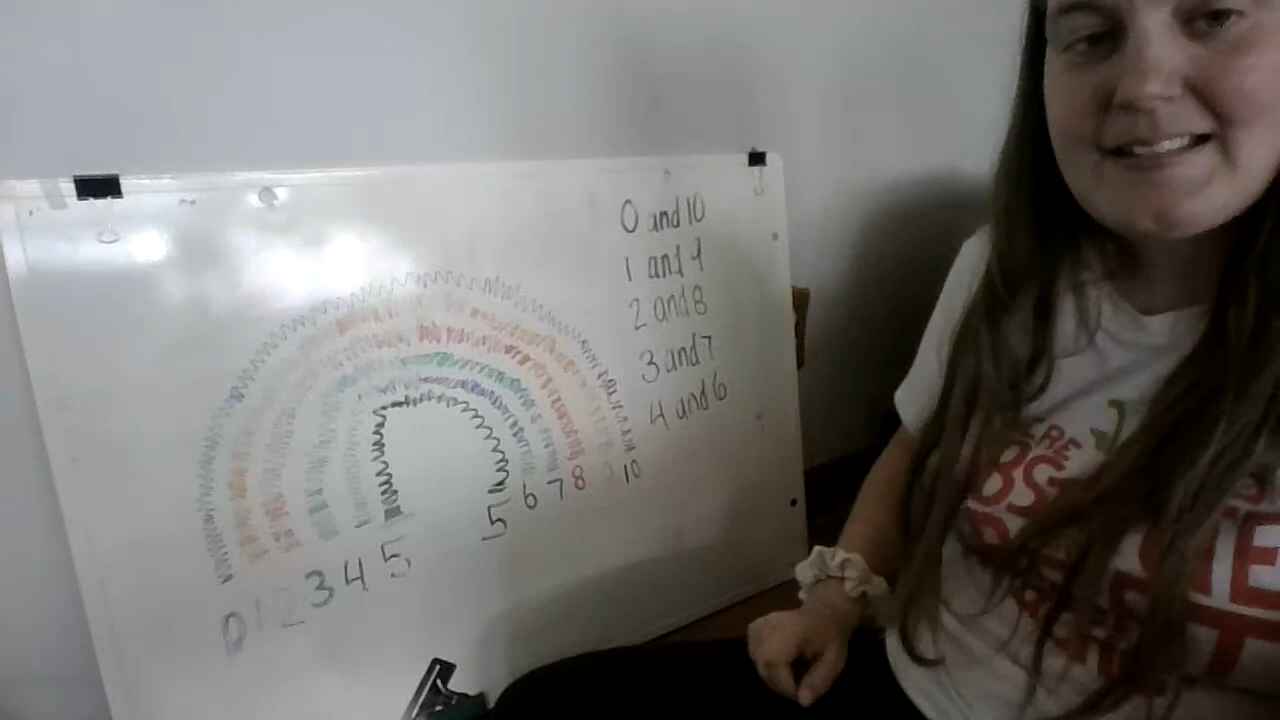 0 and 10
1 and 9
2 and 8
3 and 7
4 and 6
0 1 2 3 4 5 5 6 7 8 9 10